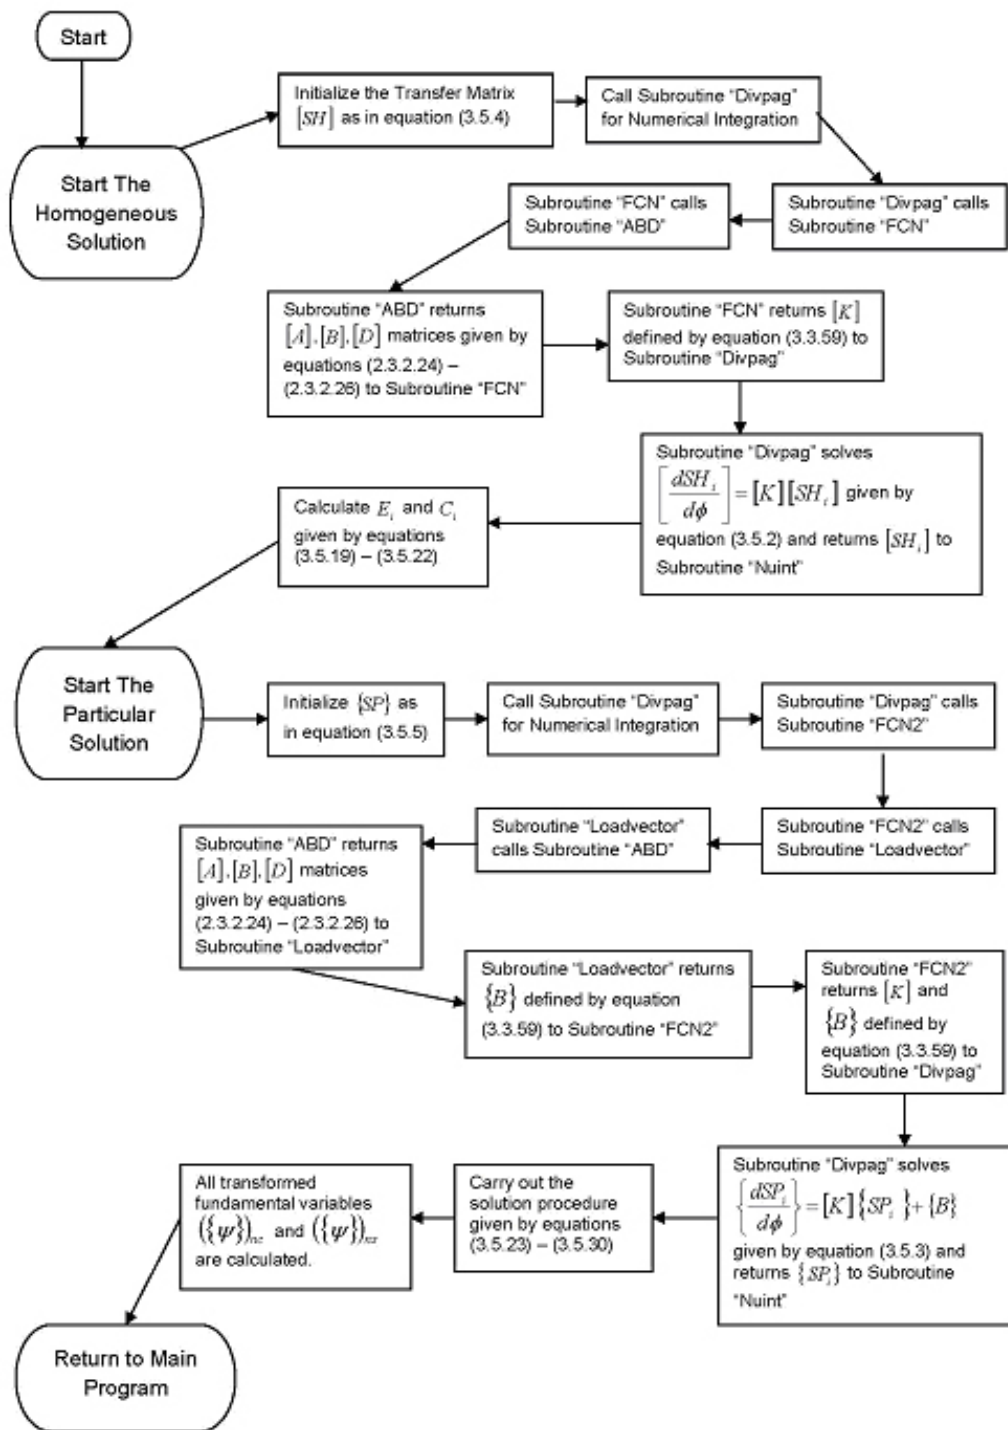 Start
Start The
Homogeneous
Solution
Initialize the Transfer Matrix
[SH] as in equation (3.5.4)
Call Subroutine "Divpag"
for Numerical Integration
Subroutine "Divpag" calls
Subroutine "FCN"
Subroutine "FCN" calls
Subroutine "ABD"
Subroutine "ABD" returns
[A],[B],[D] matrices given by
equations (2.3.2.24) –
(2.3.2.26) to Subroutine "FCN"
Subroutine "FCN" returns [K]
defined by equation (3.3.59) to
Subroutine "Divpag"
Subroutine "Divpag" solves
[dSH_i/dϕ] = [K][SH_i] given by
equation (3.5.2) and returns [SH_i] to
Subroutine "Nuint"
Calculate E_i and C_i
given by equations
(3.5.19) – (3.5.22)
Start The
Particular
Solution
Initialize {SP} as
in equation (3.5.5)
Call Subroutine "Divpag"
for Numerical Integration
Subroutine "Divpag" calls
Subroutine "FCN2"
Subroutine "FCN2" calls
Subroutine "Loadvector"
Subroutine "Loadvector"
calls Subroutine "ABD"
Subroutine "ABD" returns
[A],[B],[D] matrices
given by equations
(2.3.2.24) – (2.3.2.26) to
Subroutine "Loadvector"
Subroutine "Loadvector" returns
{B} defined by equation
(3.3.59) to Subroutine "FCN2"
Subroutine "FCN2"
returns [K] and
{B} defined by
equation (3.3.59) to
Subroutine "Divpag"
Subroutine "Divpag" solves
{dSP_i/dϕ} = [K]{SP_i}+{B}
given by equation (3.5.3) and
returns {SP_i} to Subroutine
"Nuint"
Carry out the
solution procedure
given by equations
(3.5.23) – (3.5.30)
All transformed
fundamental variables
({ψ})_nc and ({ψ})_ns
are calculated.
Return to Main
Program